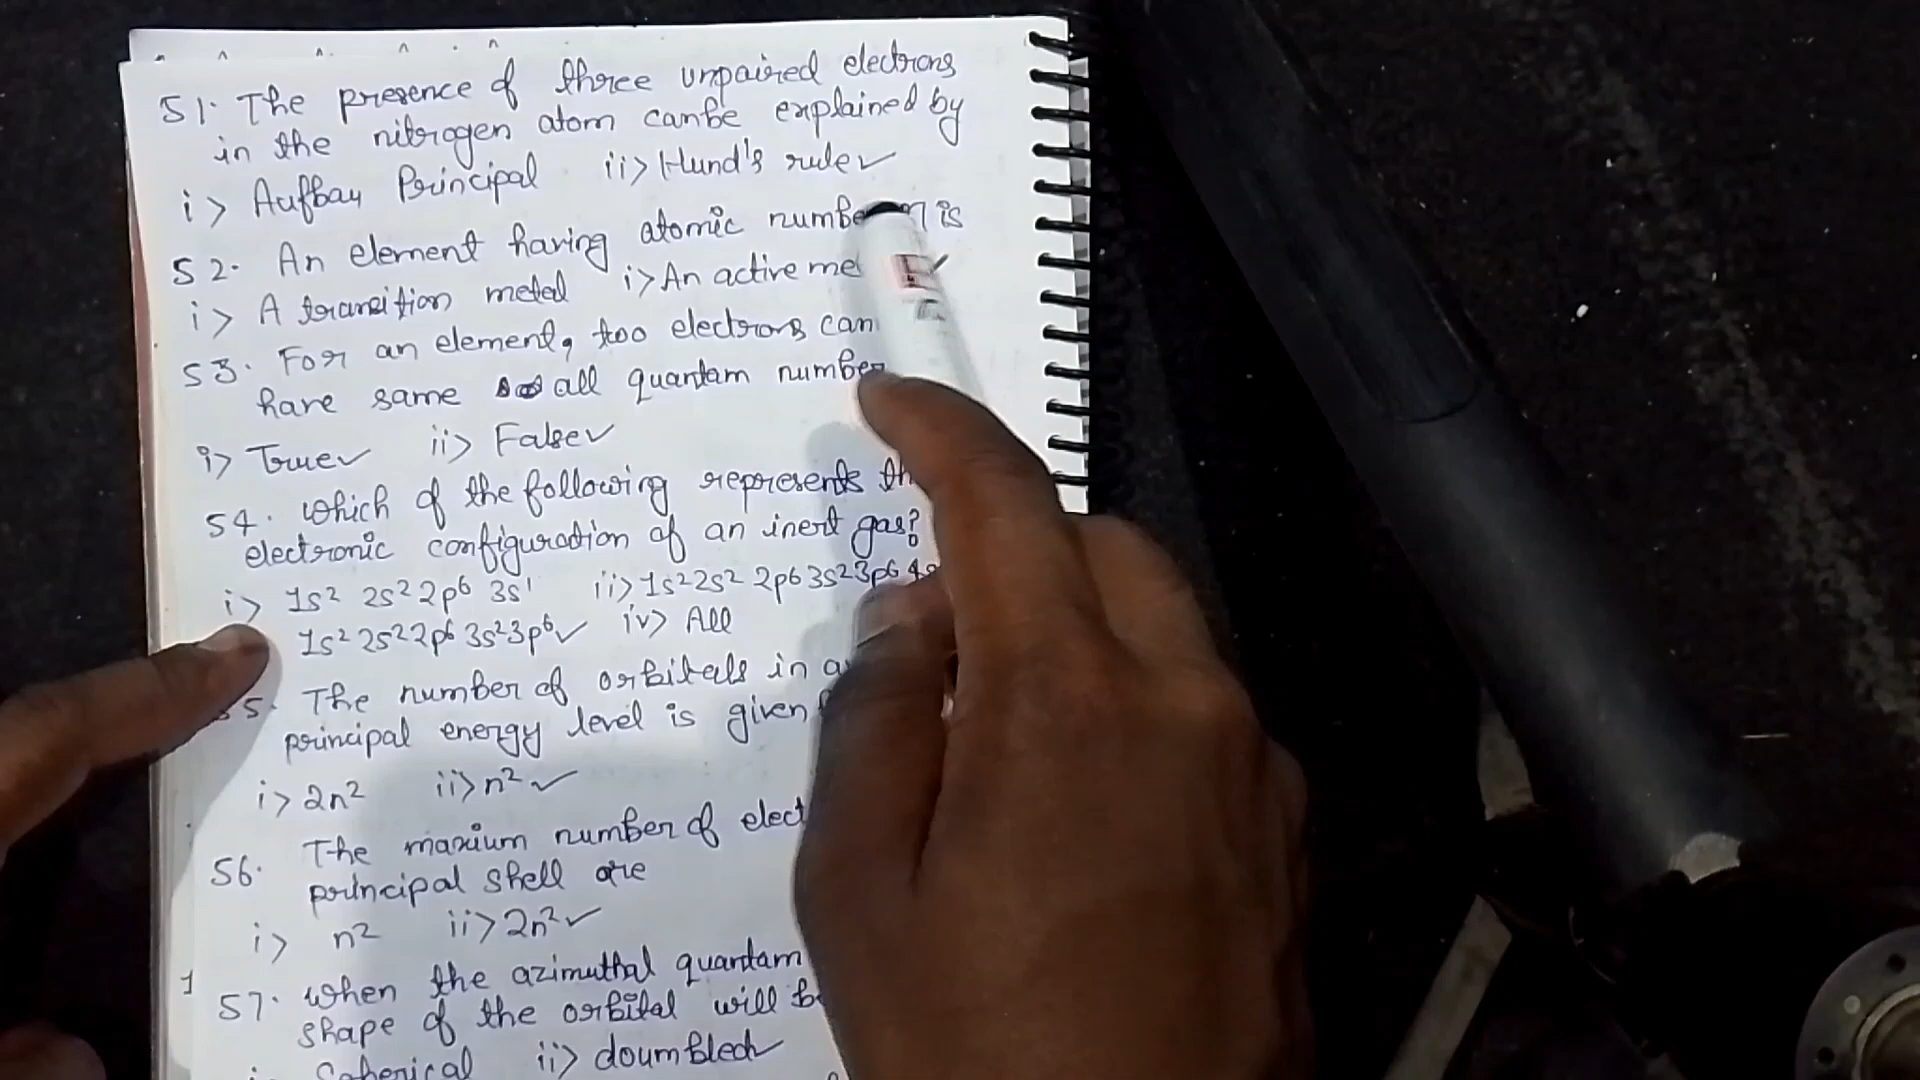 51. The presence of three unpaired electrons
in the nitrogen atom canbe explained by
i> Aufbau Principal ii> Hund's rule✓
52. An element having atomic is
i> A transition metal i> An active
53. For an element, too electrons can
have same all quantam number
i> True✓ ii> False✓
54. Which of the following represents
electronic configuration of an inert gas?
i> 1s² 2s² 2p⁶ 3s¹ ii> 1s² 2s² 2p⁶ 3s² 3p⁶
1s² 2s² 2p⁶ 3s² 3p⁶✓ iv> All
The number of orbitals in
principal energy level is given
i> 2n² ii> n²✓
56. The maxium number of
principal shell are
i> n² ii> 2n²✓
1
57. When the azimuthal quantam
shape of the orbital will
Spherical ii> doumbled✓